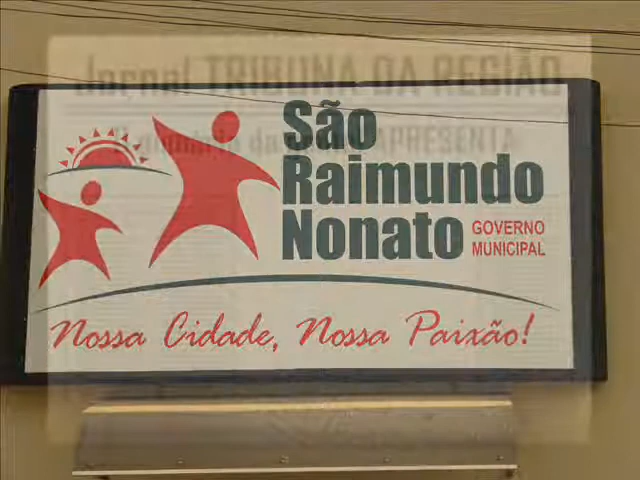 Jornal TRIBUNA DA REGIÃO
APRESENTA
São
Raimundo
Nonato
GOVERNO
MUNICIPAL
Nossa Cidade, Nossa Paixão!